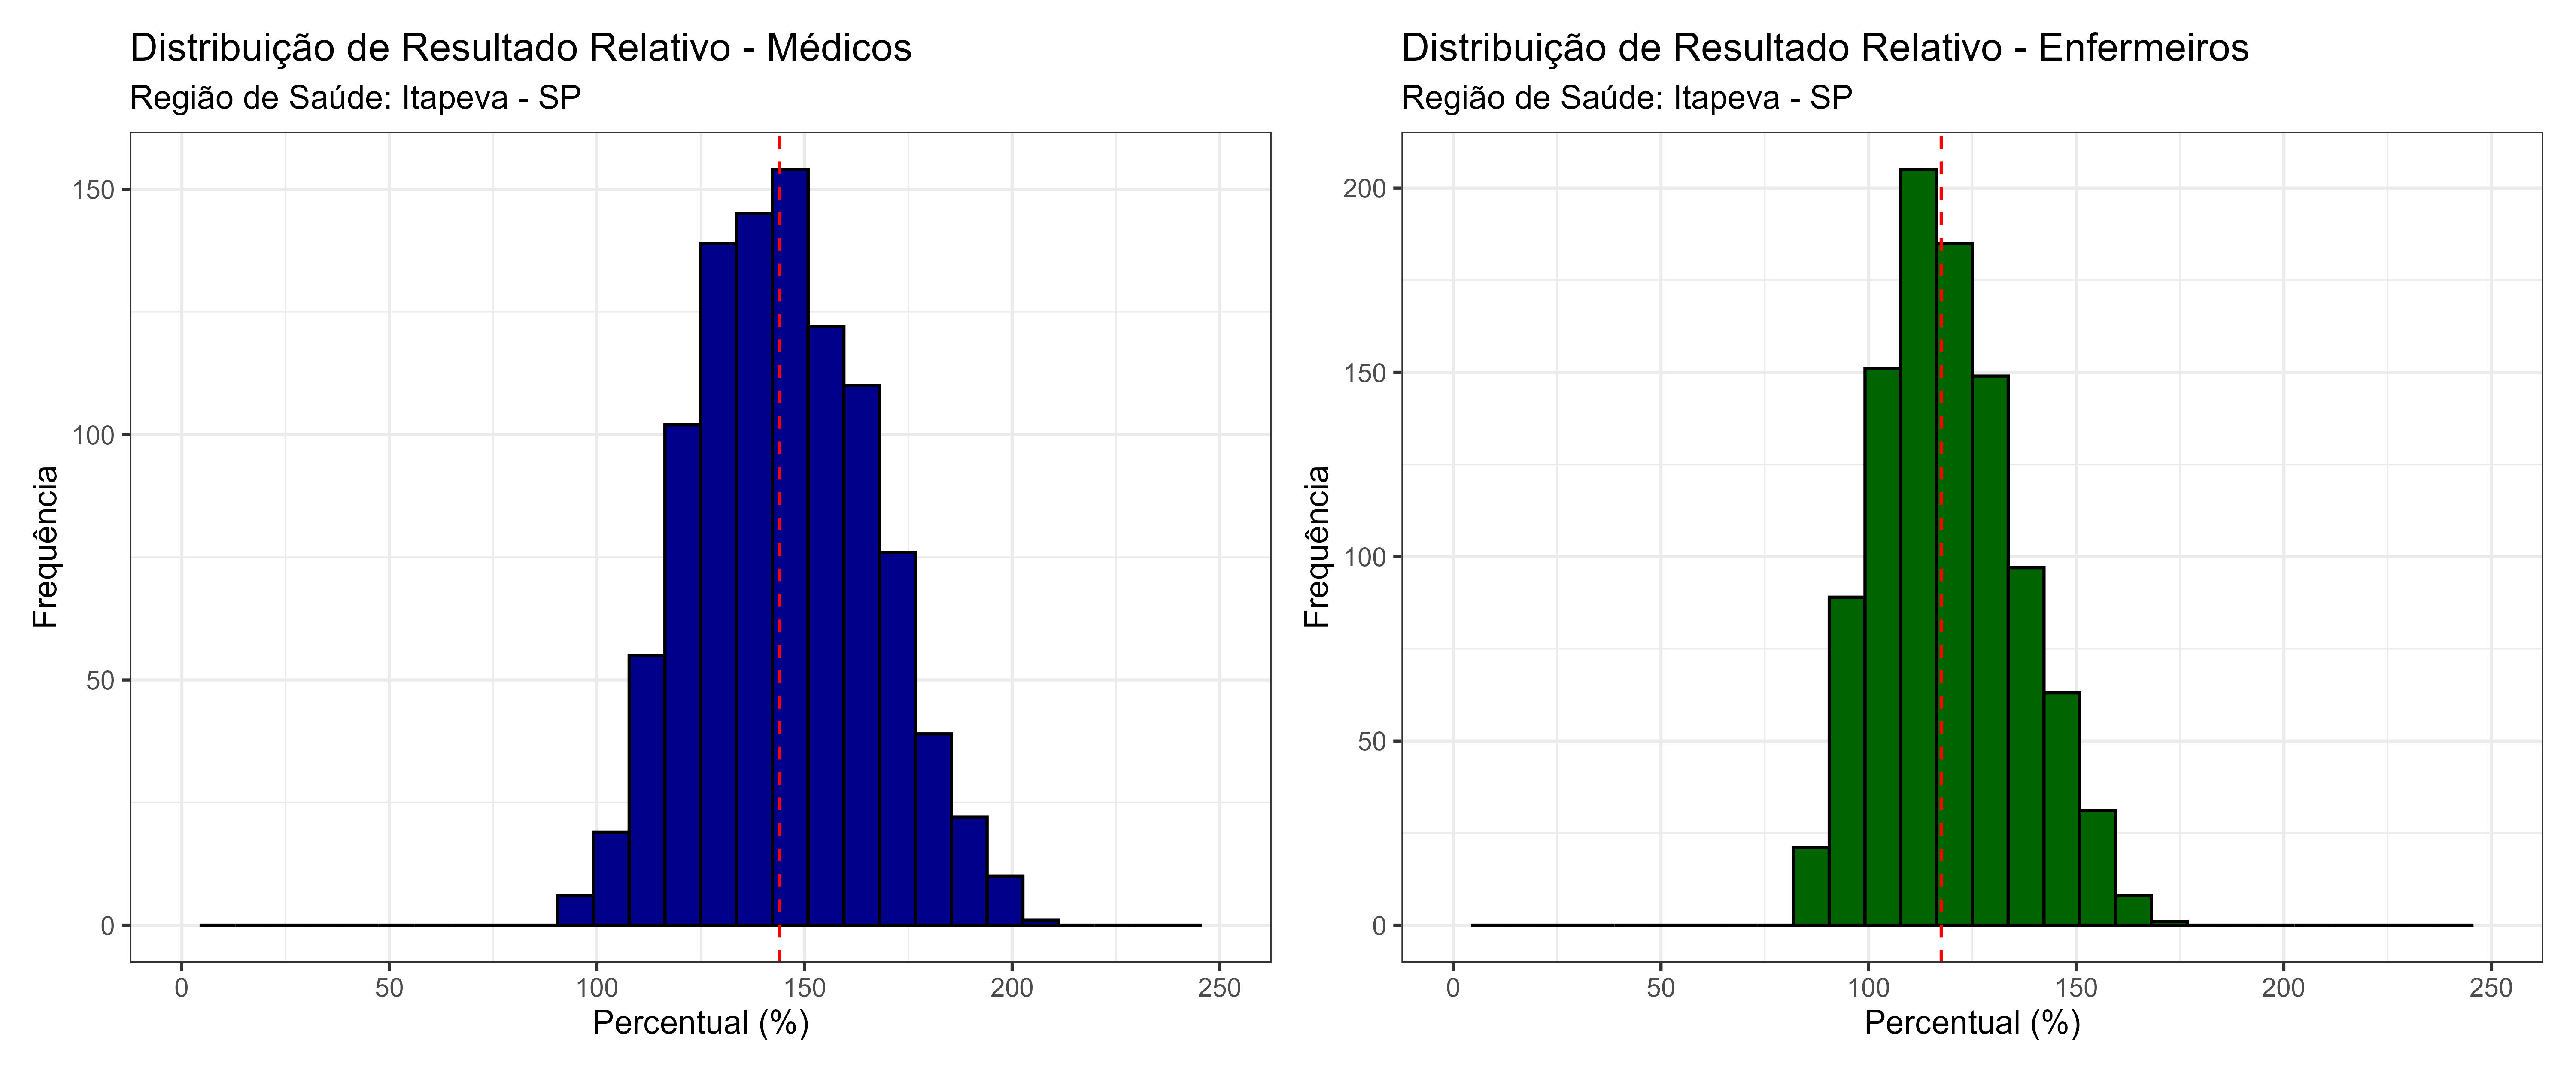 Distribuição de Resultado Relativo - Médicos
Região de Saúde: Itapeva - SP
Frequência
150
100
50
0
0 50 100 150 200 250
Percentual (%)
Distribuição de Resultado Relativo - Enfermeiros
Região de Saúde: Itapeva - SP
Frequência
200
150
100
50
0
0 50 100 150 200 250
Percentual (%)